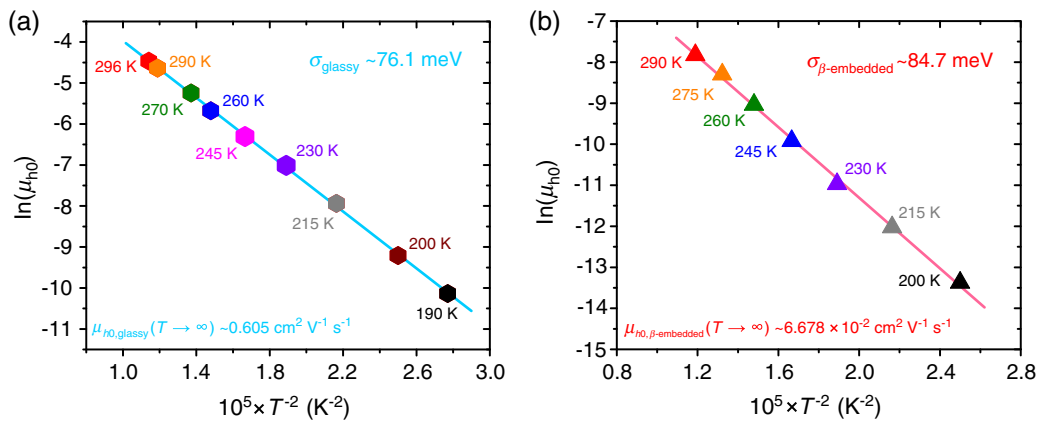 (a)
ln(μh0)
-4
-5
-6
-7
-8
-9
-10
-11
296 K
290 K
270 K
260 K
245 K
230 K
215 K
200 K
190 K
σglassy ~76.1 meV
μh0,glassy(T → ∞) ~0.605 cm² V⁻¹ s⁻¹
1.0
1.2
1.6
1.8
2.2
2.4
2.8
3.0
10⁵×T⁻² (K⁻²)
(b)
ln(μh0)
-7
-8
-9
-10
-11
-12
-13
-14
-15
290 K
275 K
260 K
245 K
230 K
215 K
200 K
σβ-embedded ~84.7 meV
μh0,β-embedded(T → ∞) ~6.678 × 10⁻² cm² V⁻¹ s⁻¹
0.8
1.2
1.6
2.0
2.4
2.8
10⁵×T⁻² (K⁻²)